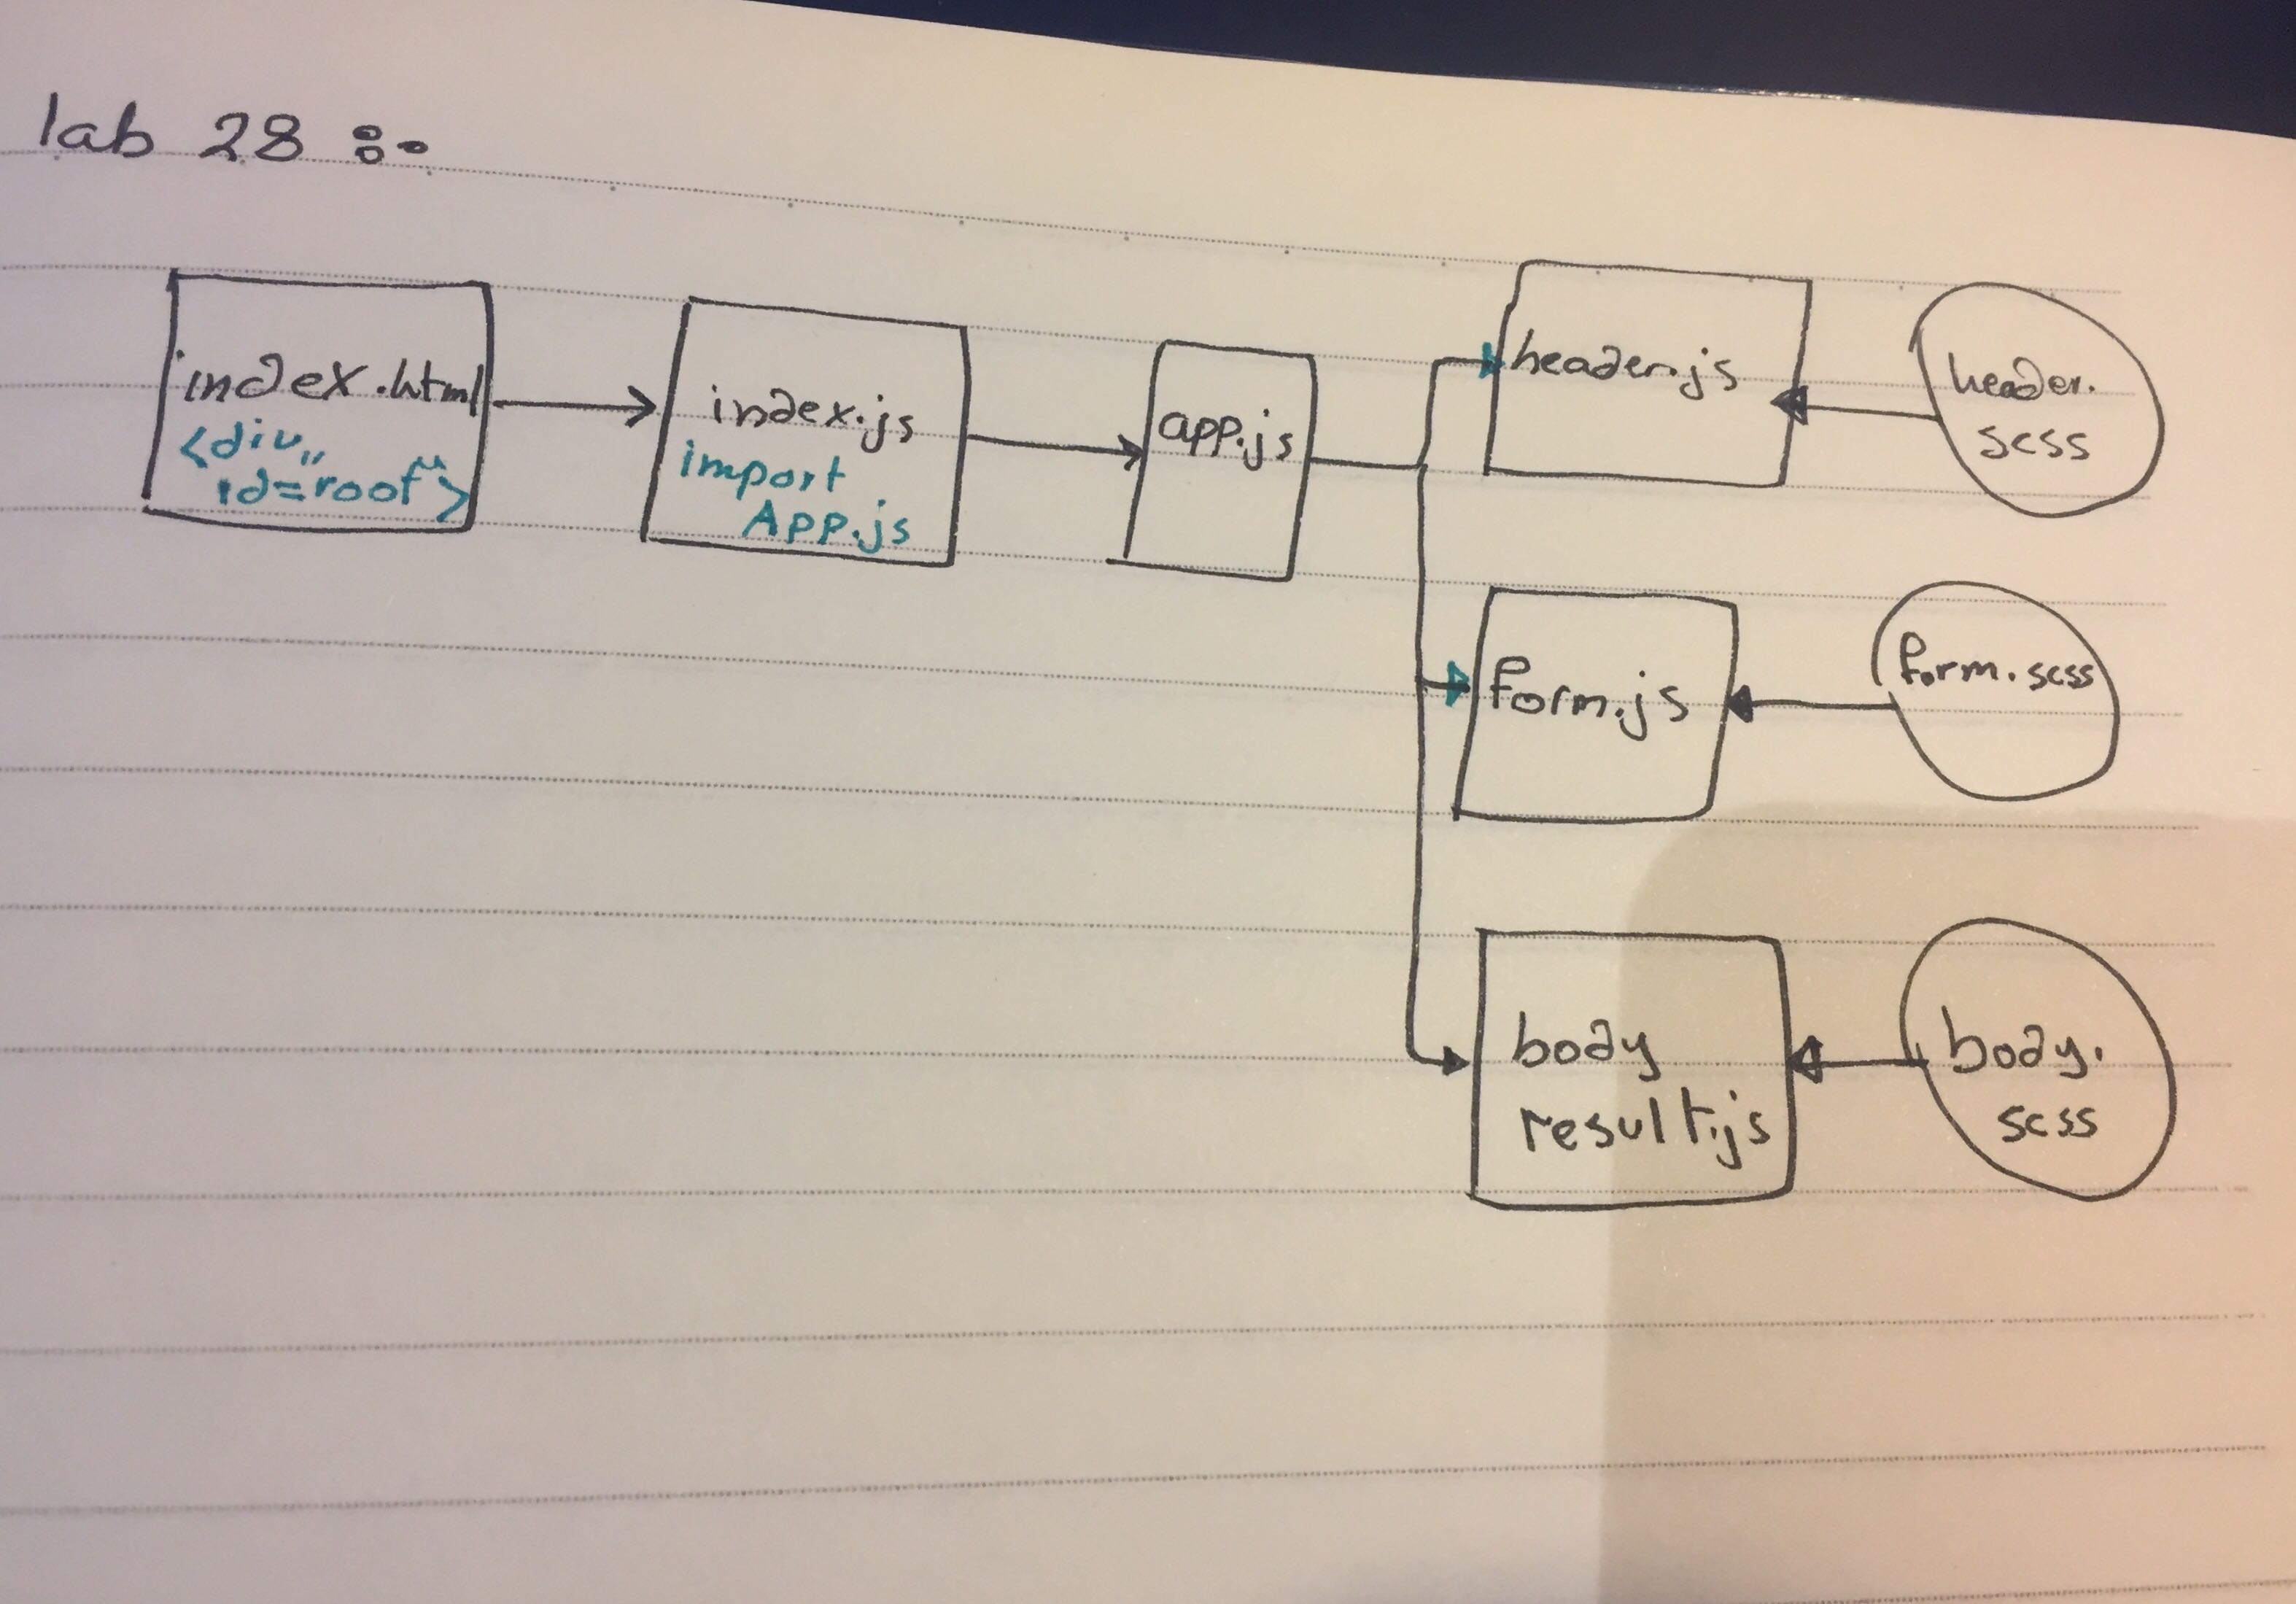 lab 28 :-
index.html
<div
id="root">
index.js
import
App.js
app.js
header.js
header.
scss
form.js
form.scss
body
result.js
body.
scss